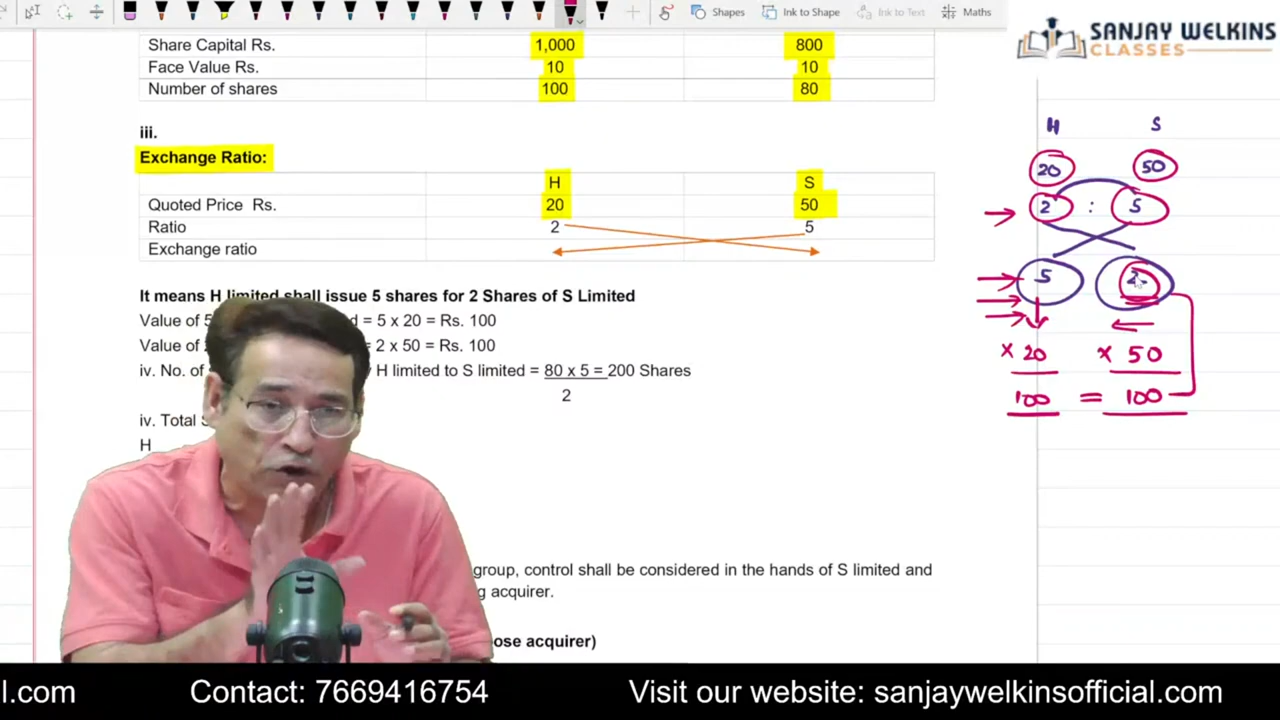 Shapes Ink to Shape Ink to Text Maths
SANJAY WELKINS
CLASSES
Share Capital Rs. 1,000 800
Face Value Rs. 10 10
Number of shares 100 80
iii.
Exchange Ratio:
H S
Quoted Price Rs. 20 50
Ratio 2 5
Exchange ratio
It means H limited shall issue 5 shares for 2 Shares of S Limited
Value of 5 = 5 x 20 = Rs. 100
Value of = 2 x 50 = Rs. 100
iv. No. of H limited to S limited = 80 x 5 = 200 Shares
2
iv. Total
H
group, control shall be considered in the hands of S limited and
acquirer.
ose acquirer)
H S
20 50
2 : 5
5 2
x 20 x 50
100 = 100
l.com Contact: 7669416754 Visit our website: sanjaywelkinsofficial.com